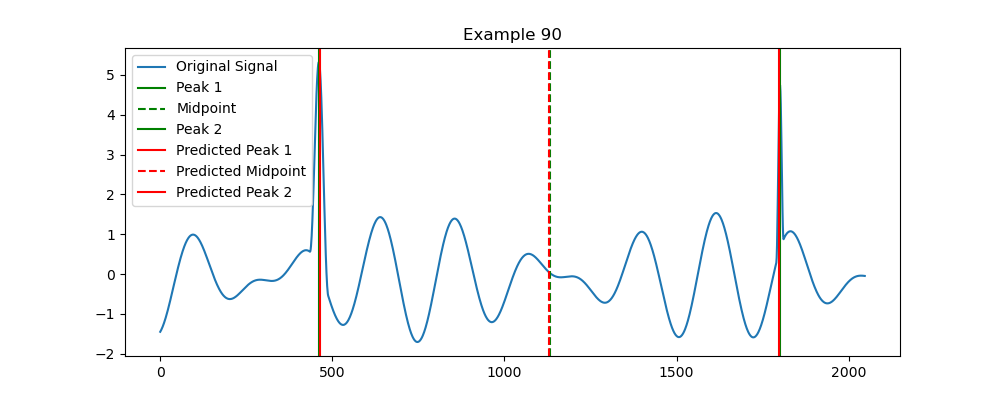 Example 90
Original Signal
Peak 1
Midpoint
Peak 2
Predicted Peak 1
Predicted Midpoint
Predicted Peak 2
5
4
3
2
1
0
−1
−2
0 500 1000 1500 2000